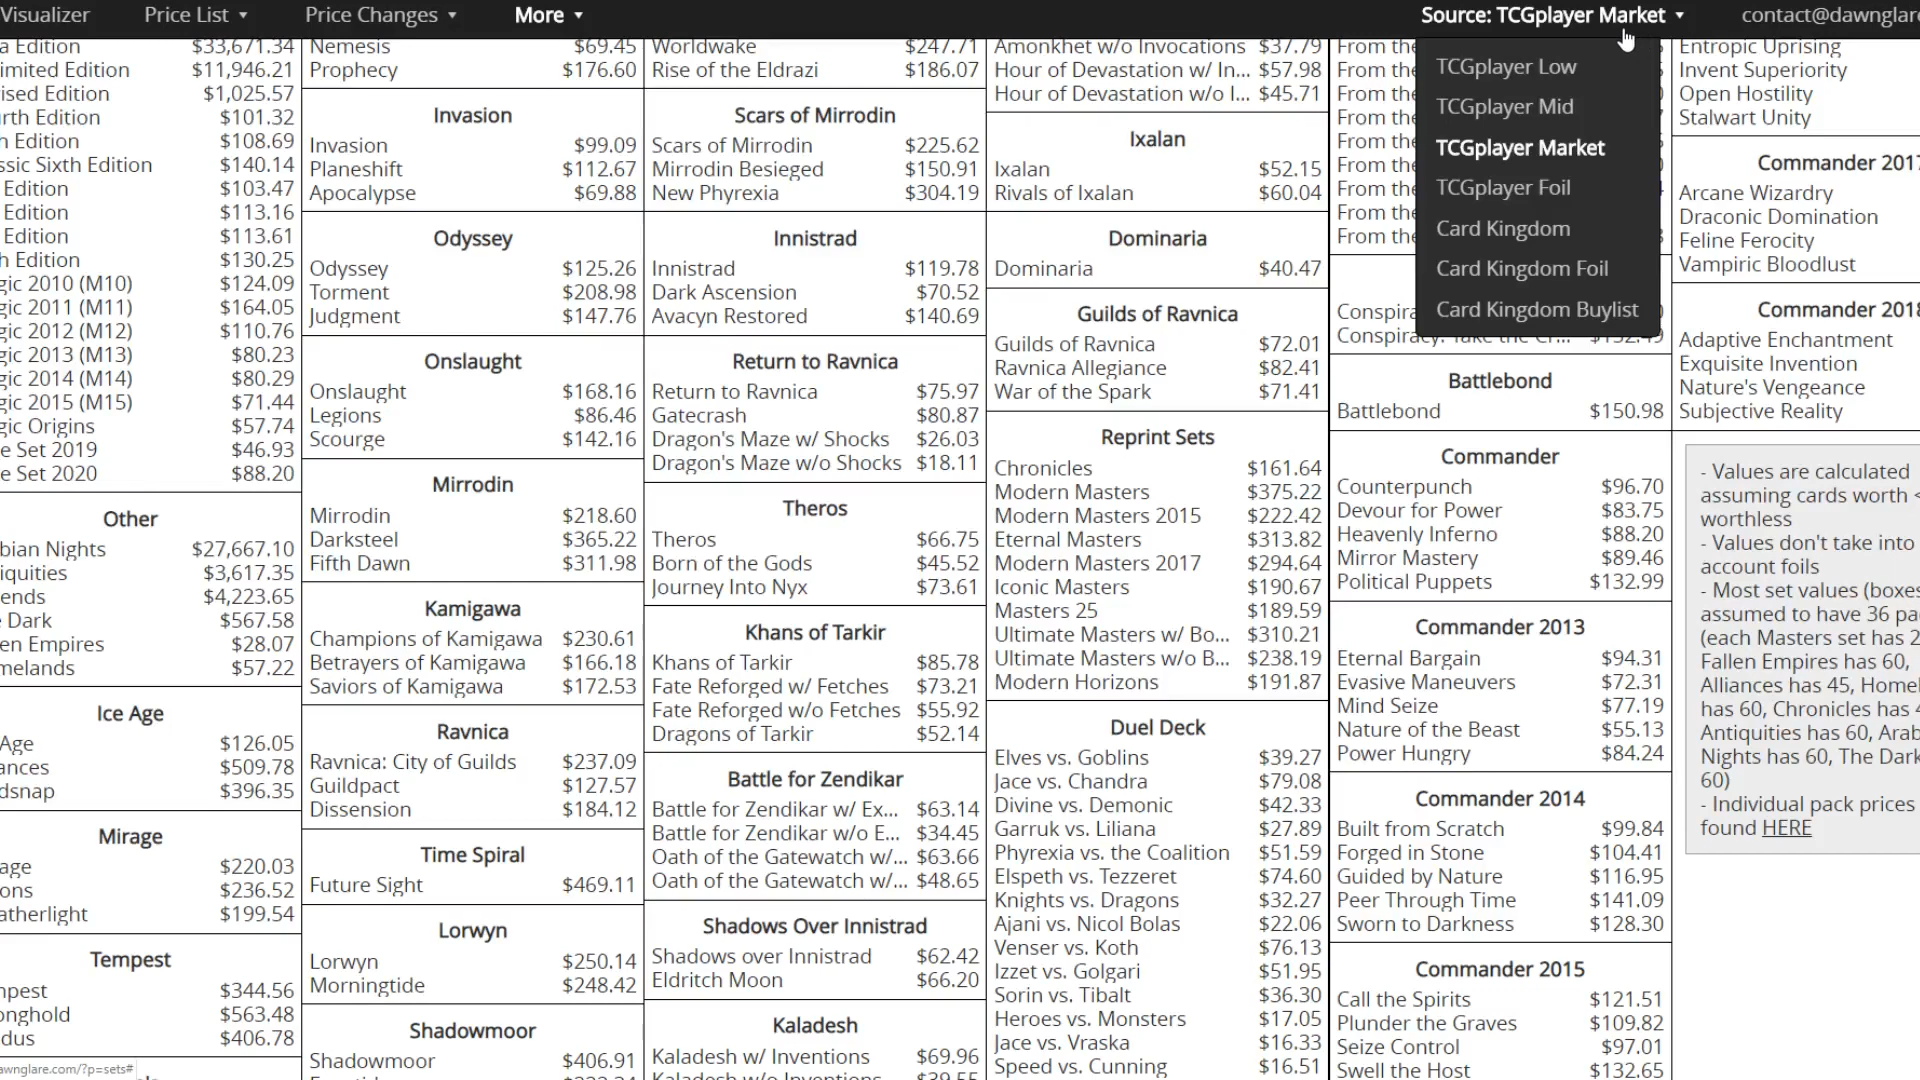 Visualizer
Price List
Price Changes
More
Source: TCGplayer Market
contact@dawnglare
TCGplayer Low
TCGplayer Mid
TCGplayer Market
TCGplayer Foil
Card Kingdom
Card Kingdom Foil
Card Kingdom Buylist
a Edition $33,671.34
imited Edition $11,946.21
ised Edition $1,025.57
rth Edition $101.32
h Edition $108.69
ssic Sixth Edition $140.14
Edition $103.47
Edition $113.16
Edition $113.61
h Edition $130.25
gic 2010 (M10) $124.09
gic 2011 (M11) $164.05
gic 2012 (M12) $110.76
gic 2013 (M13) $80.23
gic 2014 (M14) $80.29
gic 2015 (M15) $71.44
gic Origins $57.74
e Set 2019 $46.93
e Set 2020 $88.20
Other
bian Nights $27,667.10
iquities $3,617.35
ends $4,223.65
e Dark $567.58
en Empires $28.07
melands $57.22
Ice Age
Age $126.05
ances $509.78
dsnap $396.35
Mirage
age $220.03
ons $236.52
atherlight $199.54
Tempest
mpest $344.56
onghold $563.48
dus $406.78
awnglare.com/?p=sets#
Nemesis $69.45
Prophecy $176.60
Invasion
Invasion $99.09
Planeshift $112.67
Apocalypse $69.88
Odyssey
Odyssey $125.26
Torment $208.98
Judgment $147.76
Onslaught
Onslaught $168.16
Legions $86.46
Scourge $142.16
Mirrodin
Mirrodin $218.60
Darksteel $365.22
Fifth Dawn $311.98
Kamigawa
Champions of Kamigawa $230.61
Betrayers of Kamigawa $166.18
Saviors of Kamigawa $172.53
Ravnica
Ravnica: City of Guilds $237.09
Guildpact $127.57
Dissension $184.12
Time Spiral
Future Sight $469.11
Lorwyn
Lorwyn $250.14
Morningtide $248.42
Shadowmoor
Shadowmoor $406.91
Worldwake $247.71
Rise of the Eldrazi $186.07
Scars of Mirrodin
Scars of Mirrodin $225.62
Mirrodin Besieged $150.91
New Phyrexia $304.19
Innistrad
Innistrad $119.78
Dark Ascension $70.52
Avacyn Restored $140.69
Return to Ravnica
Return to Ravnica $75.97
Gatecrash $80.87
Dragon's Maze w/ Shocks $26.03
Dragon's Maze w/o Shocks $18.11
Theros
Theros $66.75
Born of the Gods $45.52
Journey Into Nyx $73.61
Khans of Tarkir
Khans of Tarkir $85.78
Fate Reforged w/ Fetches $73.21
Fate Reforged w/o Fetches $55.92
Dragons of Tarkir $52.14
Battle for Zendikar
Battle for Zendikar w/ Ex... $63.14
Battle for Zendikar w/o E... $34.45
Oath of the Gatewatch w/... $63.66
Oath of the Gatewatch w/... $48.65
Shadows Over Innistrad
Shadows over Innistrad $62.42
Eldritch Moon $66.20
Kaladesh
Kaladesh w/ Inventions $69.96
Kaladesh w/o Inventions $39.55
Amonkhet w/o Invocations $37.79
Hour of Devastation w/ In... $57.98
Hour of Devastation w/o I... $45.71
Ixalan
Ixalan $52.15
Rivals of Ixalan $60.04
Dominaria
Dominaria $40.47
Guilds of Ravnica
Guilds of Ravnica $72.01
Ravnica Allegiance $82.41
War of the Spark $71.41
Reprint Sets
Chronicles $161.64
Modern Masters $375.22
Modern Masters 2015 $222.42
Eternal Masters $313.82
Modern Masters 2017 $294.64
Iconic Masters $190.67
Masters 25 $189.59
Ultimate Masters w/ Bo... $310.21
Ultimate Masters w/o B... $238.19
Modern Horizons $191.87
Duel Deck
Elves vs. Goblins $39.27
Jace vs. Chandra $79.08
Divine vs. Demonic $42.33
Garruk vs. Liliana $27.89
Phyrexia vs. the Coalition $51.59
Elspeth vs. Tezzeret $74.60
Knights vs. Dragons $32.27
Ajani vs. Nicol Bolas $22.06
Venser vs. Koth $76.13
Izzet vs. Golgari $51.95
Sorin vs. Tibalt $36.30
Heroes vs. Monsters $17.05
Jace vs. Vraska $16.33
Speed vs. Cunning $16.51
From the
From the
From the
From the
From the
From the
From the
From the
From the
Conspira
Conspiracy: Take the Cr...
Battlebond
Battlebond $150.98
Commander
Counterpunch $96.70
Devour for Power $83.75
Heavenly Inferno $88.20
Mirror Mastery $89.46
Political Puppets $132.99
Commander 2013
Eternal Bargain $94.31
Evasive Maneuvers $72.31
Mind Seize $77.19
Nature of the Beast $55.13
Power Hungry $84.24
Commander 2014
Built from Scratch $99.84
Forged in Stone $104.41
Guided by Nature $116.95
Peer Through Time $141.09
Sworn to Darkness $128.30
Commander 2015
Call the Spirits $121.51
Plunder the Graves $109.82
Seize Control $97.01
Swell the Host $132.65
Entropic Uprising
Invent Superiority
Open Hostility
Stalwart Unity
Commander 2017
Arcane Wizardry
Draconic Domination
Feline Ferocity
Vampiric Bloodlust
Commander 2018
Adaptive Enchantment
Exquisite Invention
Nature's Vengeance
Subjective Reality
- Values are calculated
assuming cards worth <
worthless
- Values don't take into
account foils
- Most set values (boxes
assumed to have 36 pa
(each Masters set has 2
Fallen Empires has 60,
Alliances has 45, Homel
has 60, Chronicles has 4
Antiquities has 60, Arab
Nights has 60, The Dark
60)
- Individual pack prices
found HERE